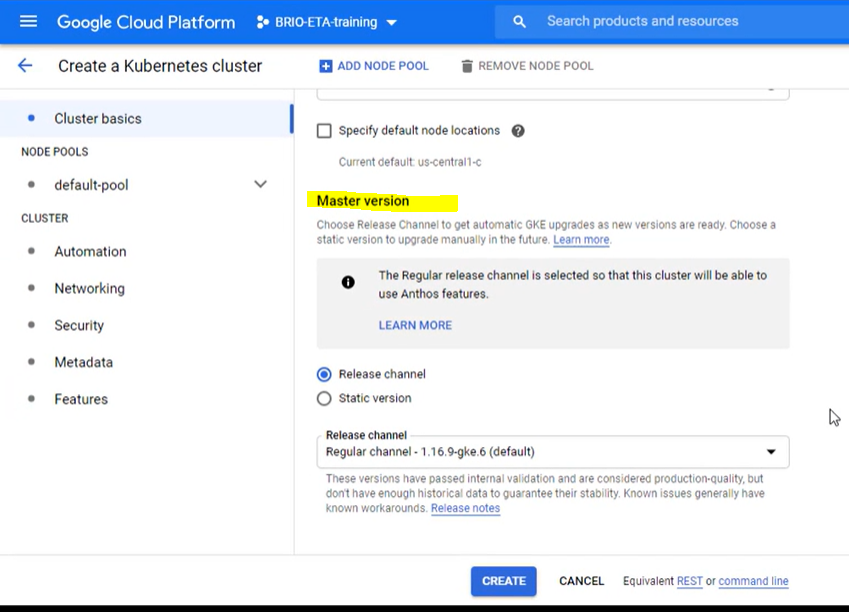 Google Cloud Platform
BRIO-ETA-training
Search products and resources
Create a Kubernetes cluster
ADD NODE POOL
REMOVE NODE POOL
Cluster basics
NODE POOLS
default-pool
CLUSTER
Automation
Networking
Security
Metadata
Features
Specify default node locations
Current default: us-central1-c
Master version
Choose Release Channel to get automatic GKE upgrades as new versions are ready. Choose a
static version to upgrade manually in the future. Learn more.
The Regular release channel is selected so that this cluster will be able to
use Anthos features.
LEARN MORE
Release channel
Static version
Release channel
Regular channel - 1.16.9-gke.6 (default)
These versions have passed internal validation and are considered production-quality, but
don't have enough historical data to guarantee their stability. Known issues generally have
known workarounds. Release notes
CREATE
CANCEL
Equivalent REST or command line